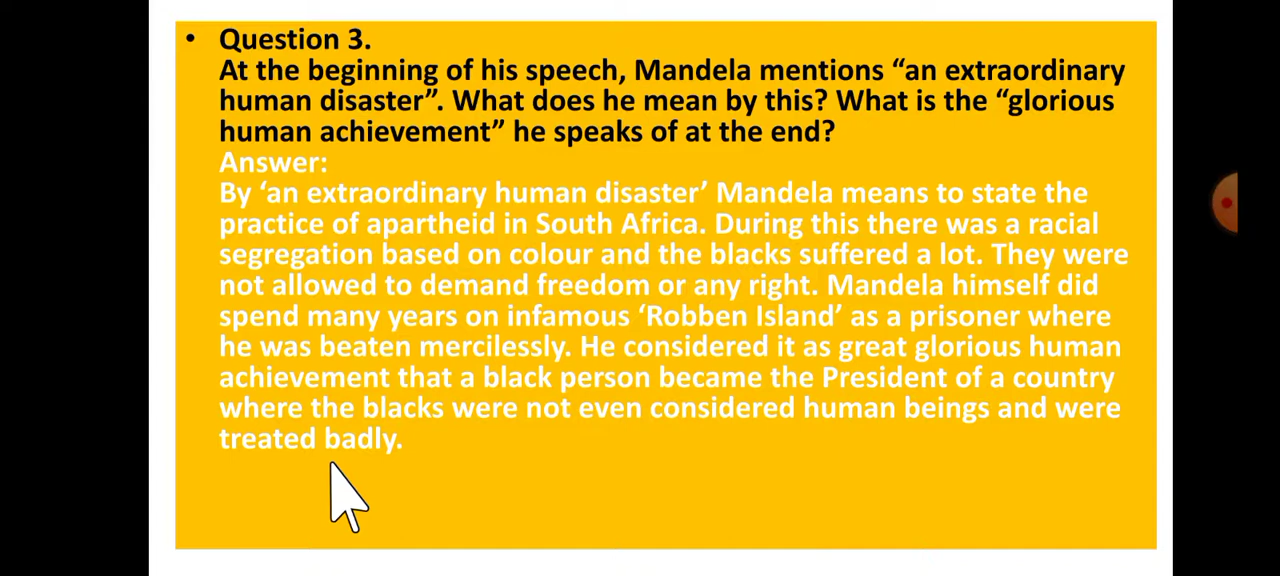 • Question 3.
At the beginning of his speech, Mandela mentions “an extraordinary
human disaster”. What does he mean by this? What is the “glorious
human achievement” he speaks of at the end?
Answer:
By ‘an extraordinary human disaster’ Mandela means to state the
practice of apartheid in South Africa. During this there was a racial
segregation based on colour and the blacks suffered a lot. They were
not allowed to demand freedom or any right. Mandela himself did
spend many years on infamous ‘Robben Island’ as a prisoner where
he was beaten mercilessly. He considered it as great glorious human
achievement that a black person became the President of a country
where the blacks were not even considered human beings and were
treated badly.